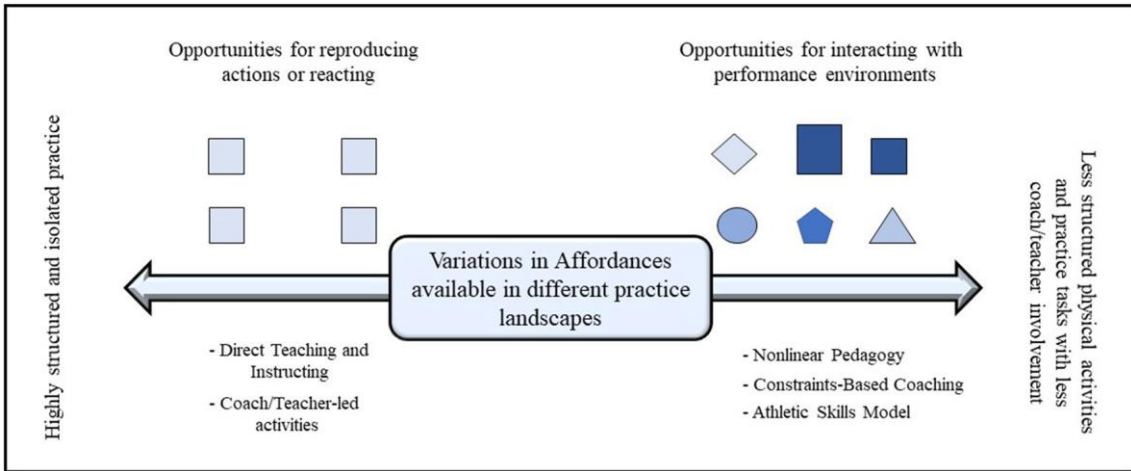 Opportunities for reproducing
actions or reacting
Opportunities for interacting with
performance environments
Highly structured and isolated practice
Less structured physical activities
and practice tasks with less
coach/teacher involvement
Variations in Affordances
available in different practice
landscapes
- Direct Teaching and
Instructing
- Coach/Teacher-led
activities
- Nonlinear Pedagogy
- Constraints-Based Coaching
- Athletic Skills Model